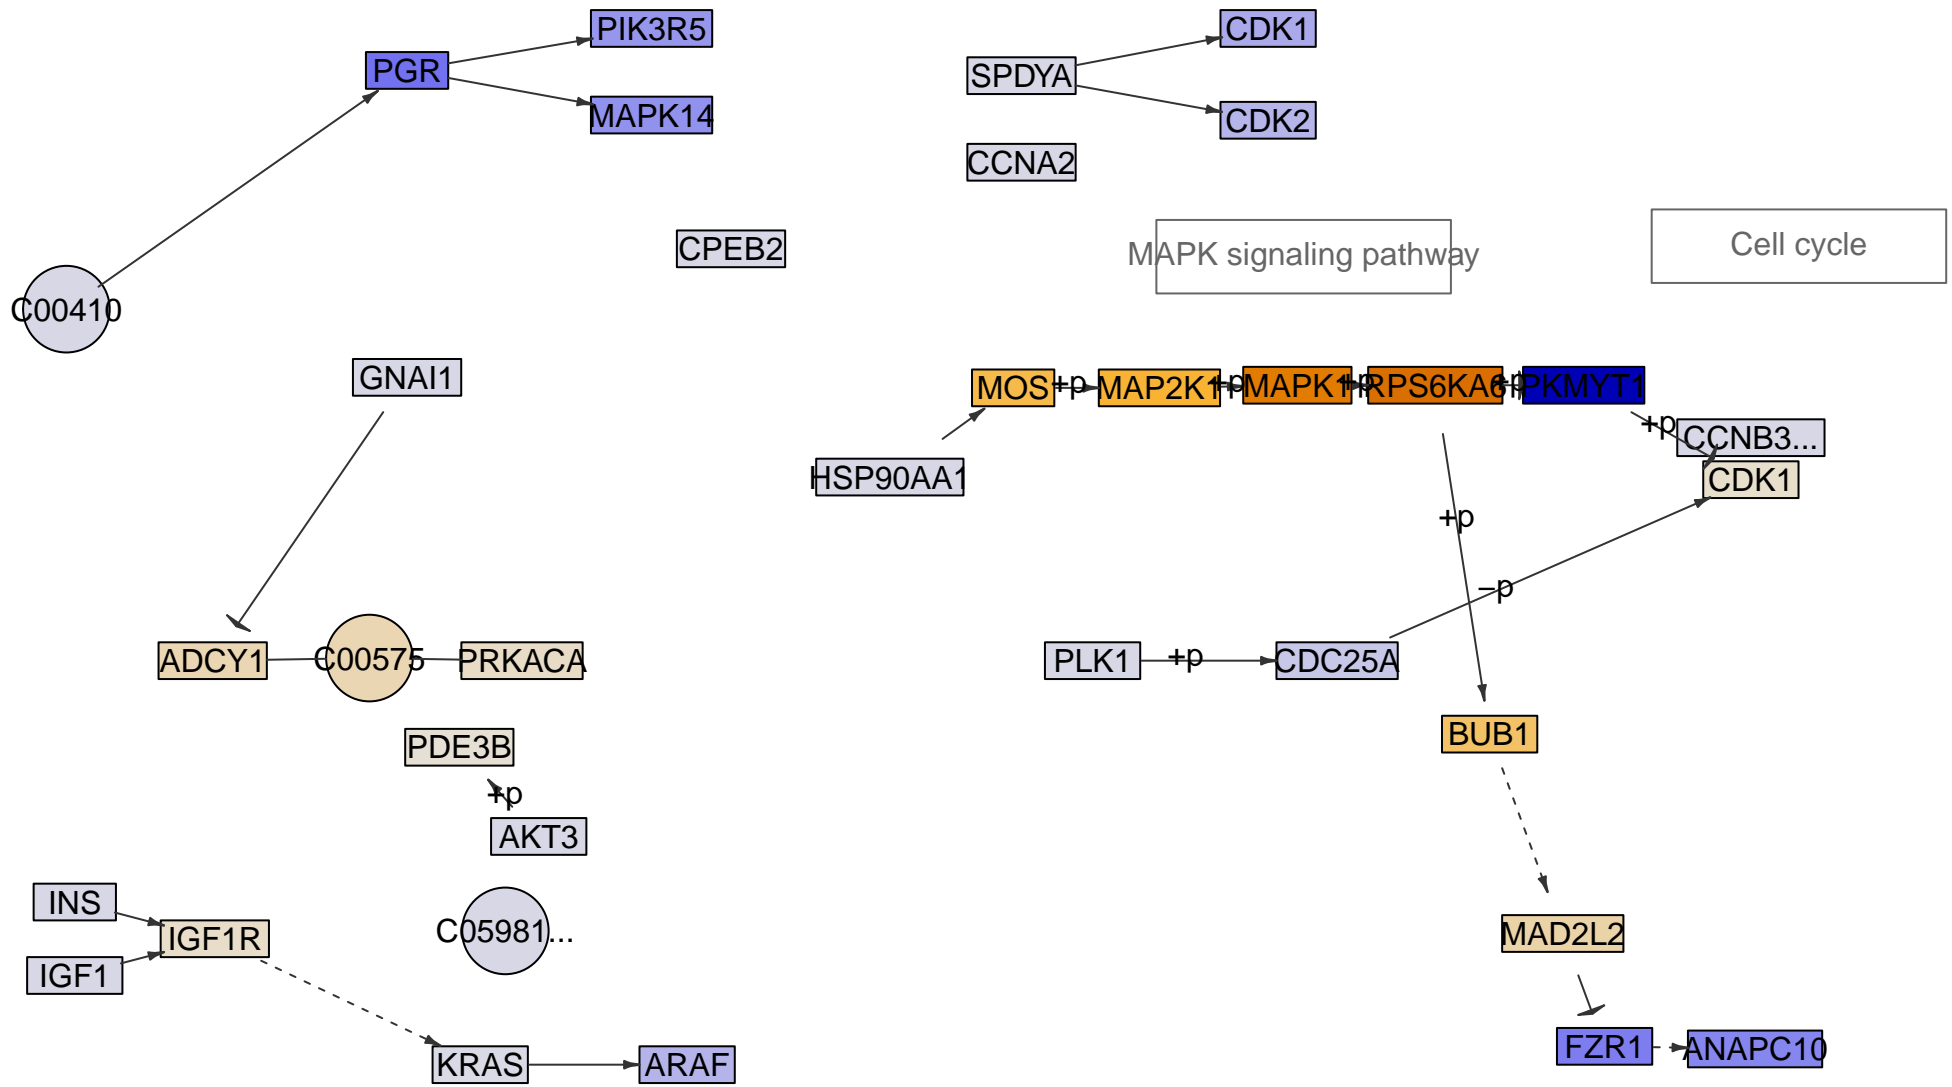 PIK3R5
CDK1
PGR
SPDYA
MAPK14
CDK2
CCNA2
CPEB2
MAPK signaling pathway
Cell cycle
C00410
GNAI1
MOS
+p
MAP2K1
+p
MAPK1
+p
RPS6KA6
+p
PKMYT1
+p
CCNB3...
HSP90AA1
CDK1
+p
−p
ADCY1
C00575
PRKACA
PLK1
+p
CDC25A
BUB1
PDE3B
+p
AKT3
INS
IGF1R
C05981...
MAD2L2
IGF1
KRAS
ARAF
FZR1
ANAPC10